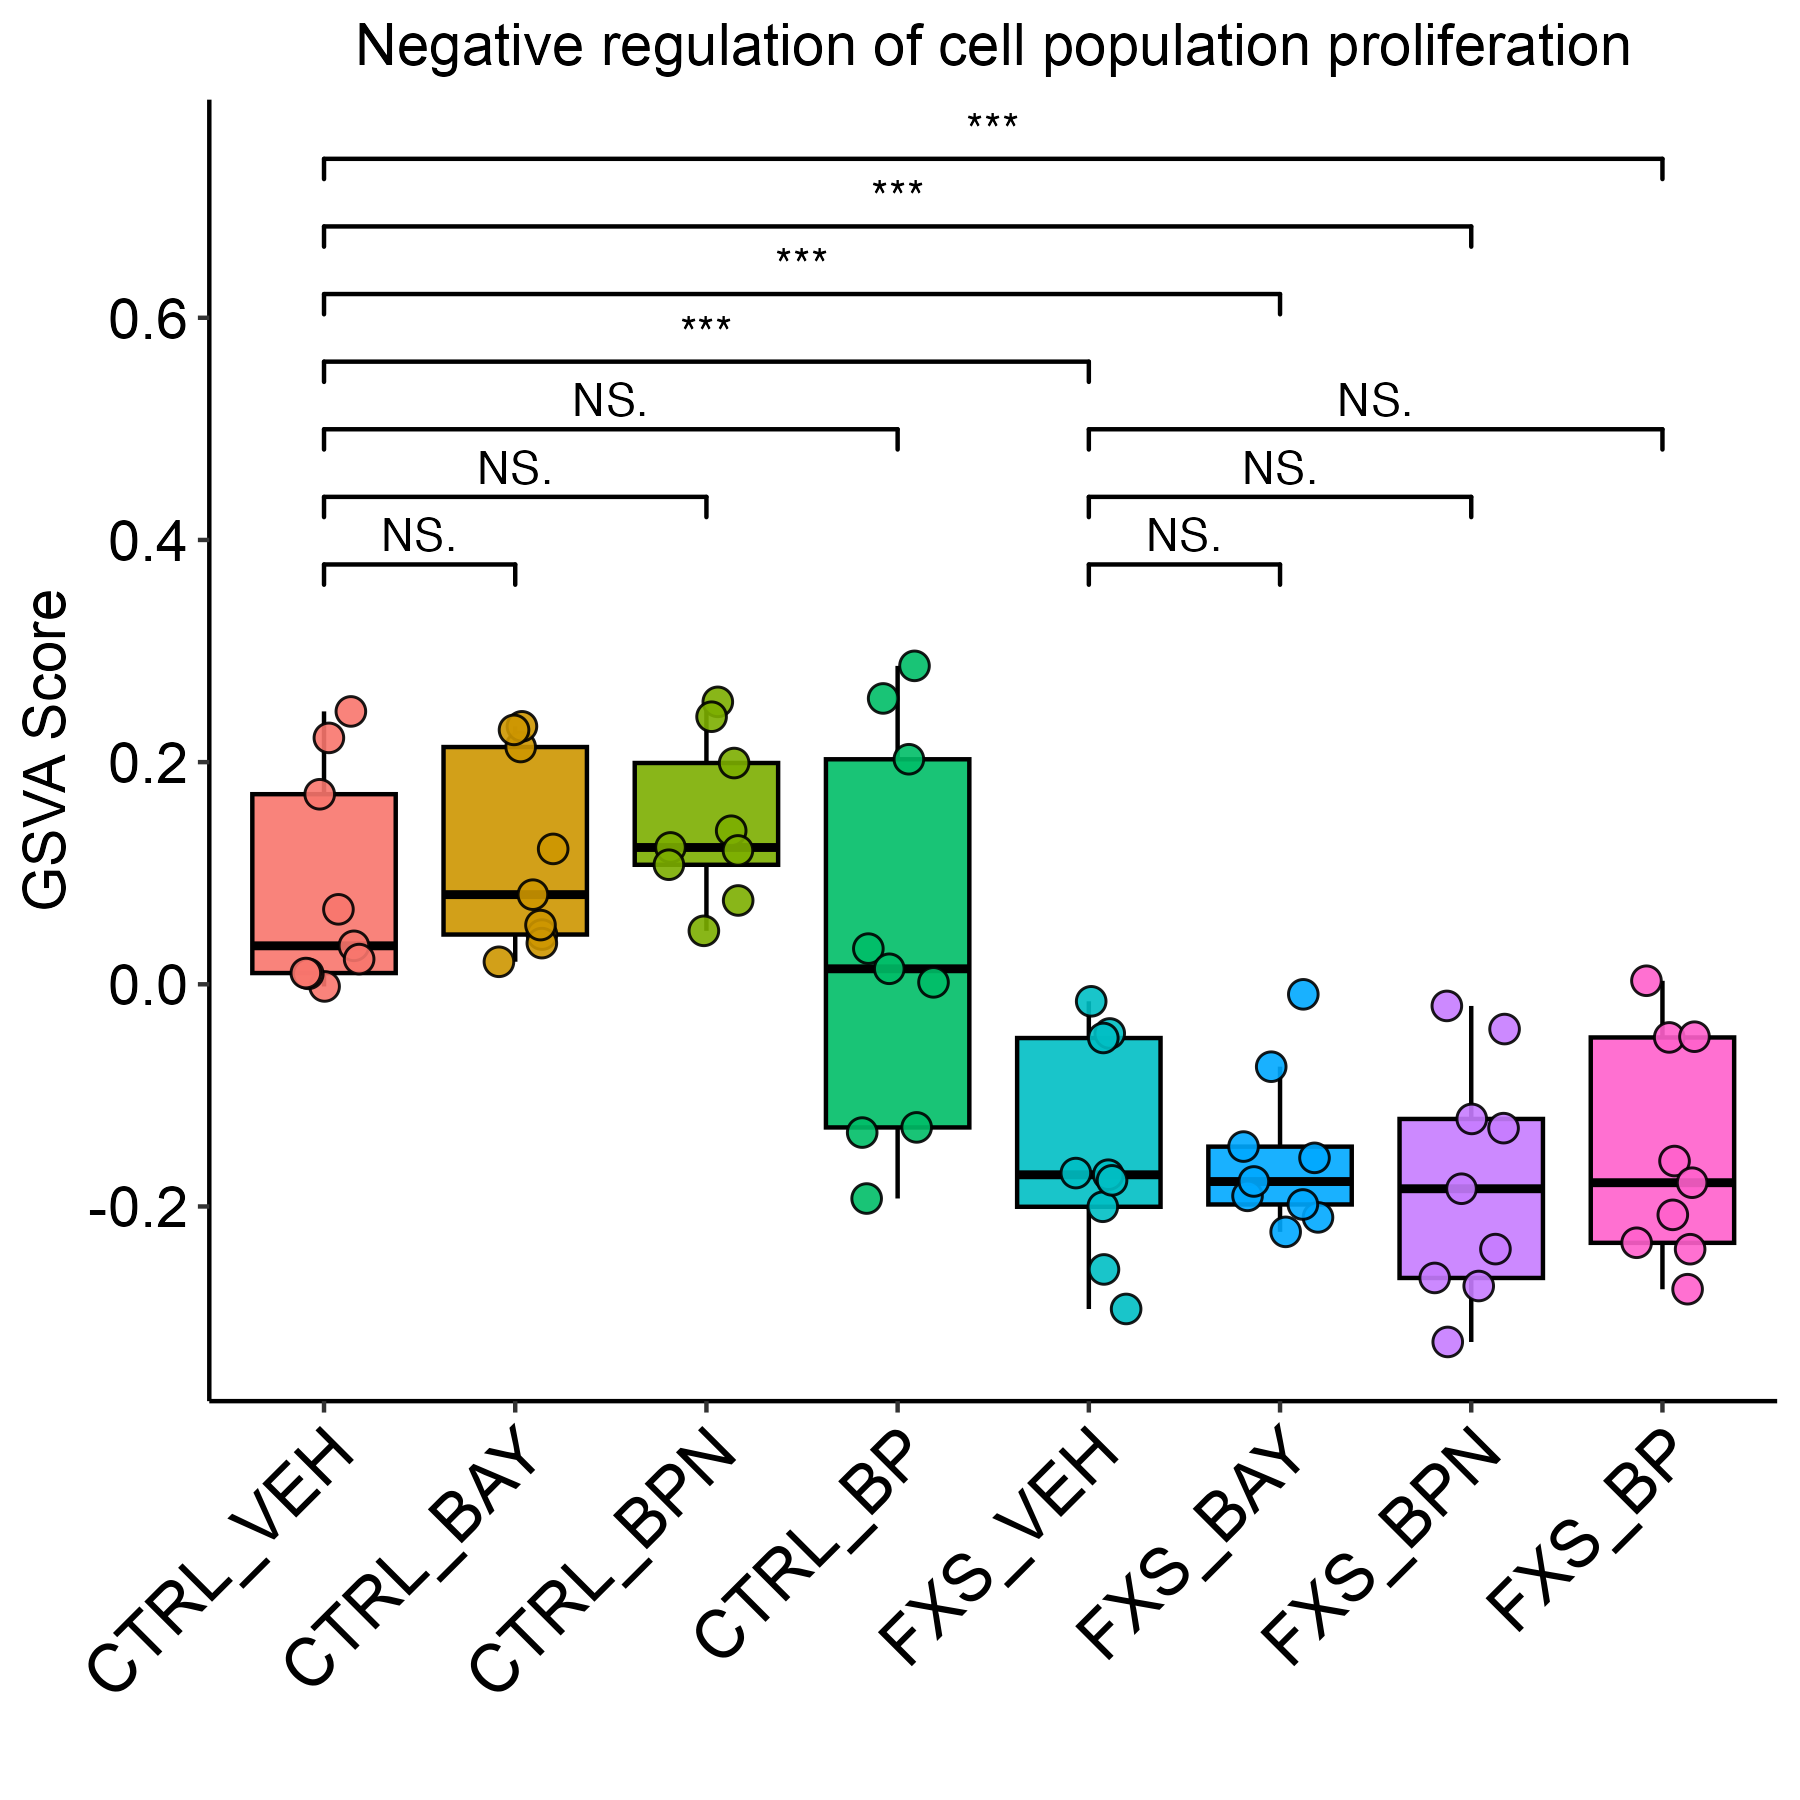 Negative regulation of cell population proliferation
***
***
***
***
NS.
NS.
NS.
NS.
NS.
NS.
GSVA Score
0.6
0.4
0.2
0.0
-0.2
CTRL_VEH
CTRL_BAY
CTRL_BPN
CTRL_BP
FXS_VEH
FXS_BAY
FXS_BPN
FXS_BP